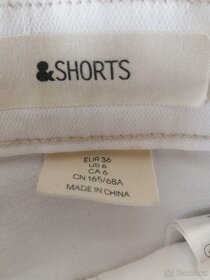 &SHORTS
EUR 36
US 6
CA 6
CN 165/68A
MADE IN CHINA